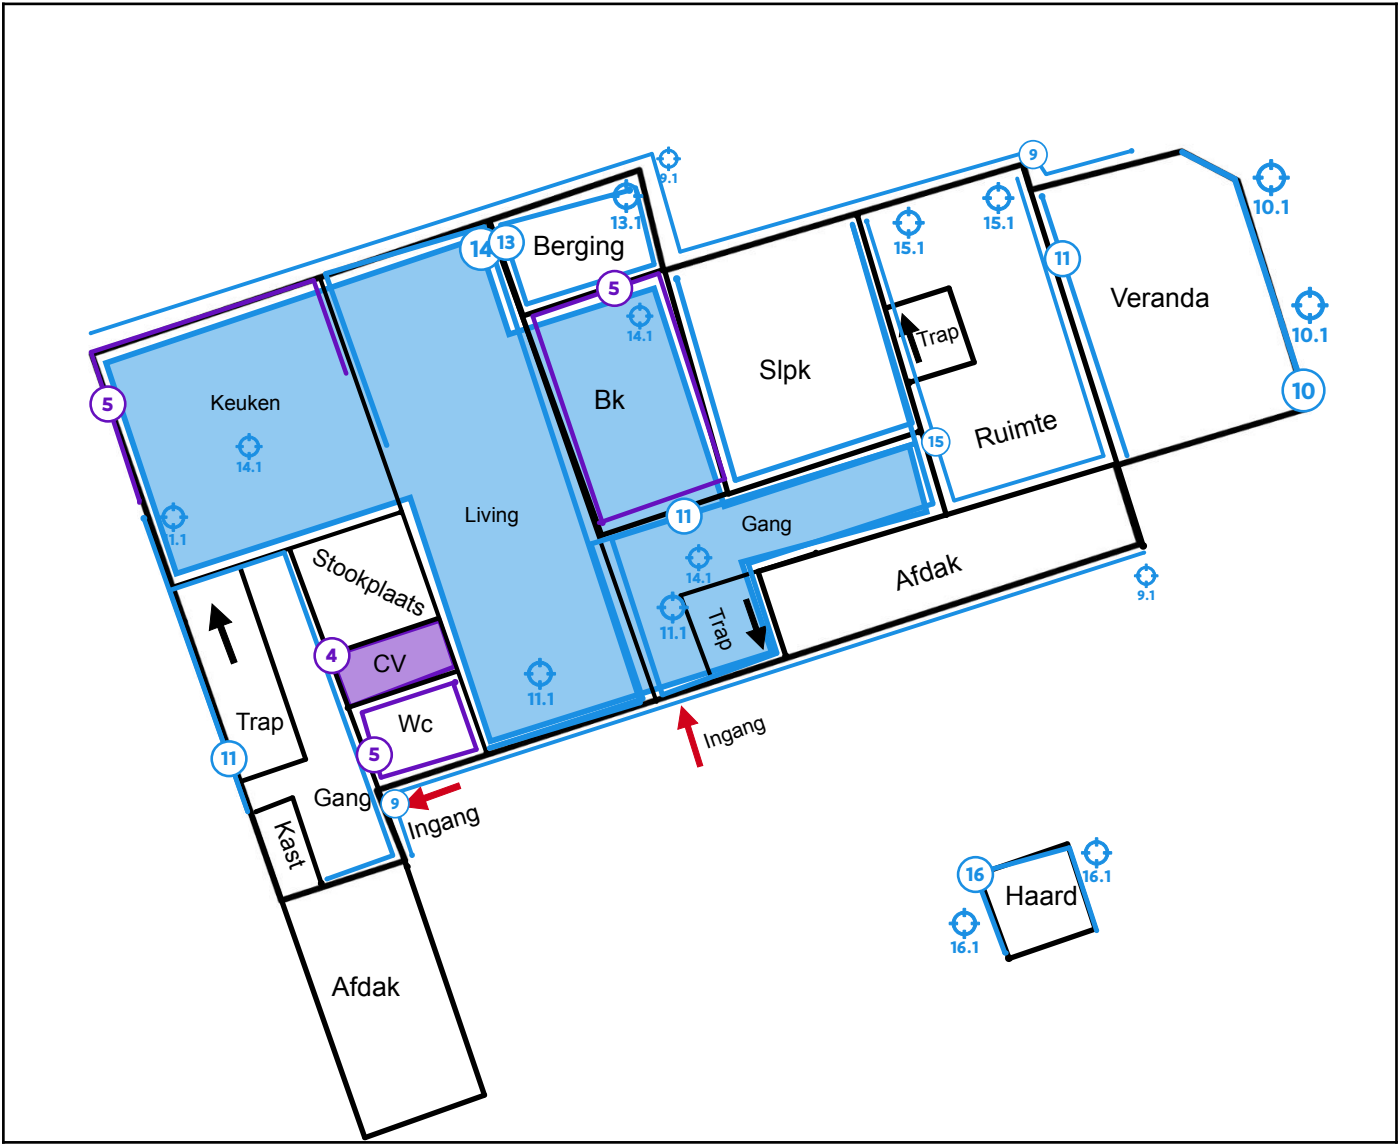 9
9.1
13.1
15.1
15.1
10.1
14
13
Berging
11
5
Veranda
14.1
10.1
Trap
Slpk
10
5
Keuken
Bk
14.1
Ruimte
15
1.1
Living
11
Gang
14.1
Afdak
9.1
Stookplaats
11.1
Trap
4
CV
11.1
Wc
Trap
5
11
Ingang
Gang
9
Ingang
Kast
16
16.1
Haard
16.1
Afdak